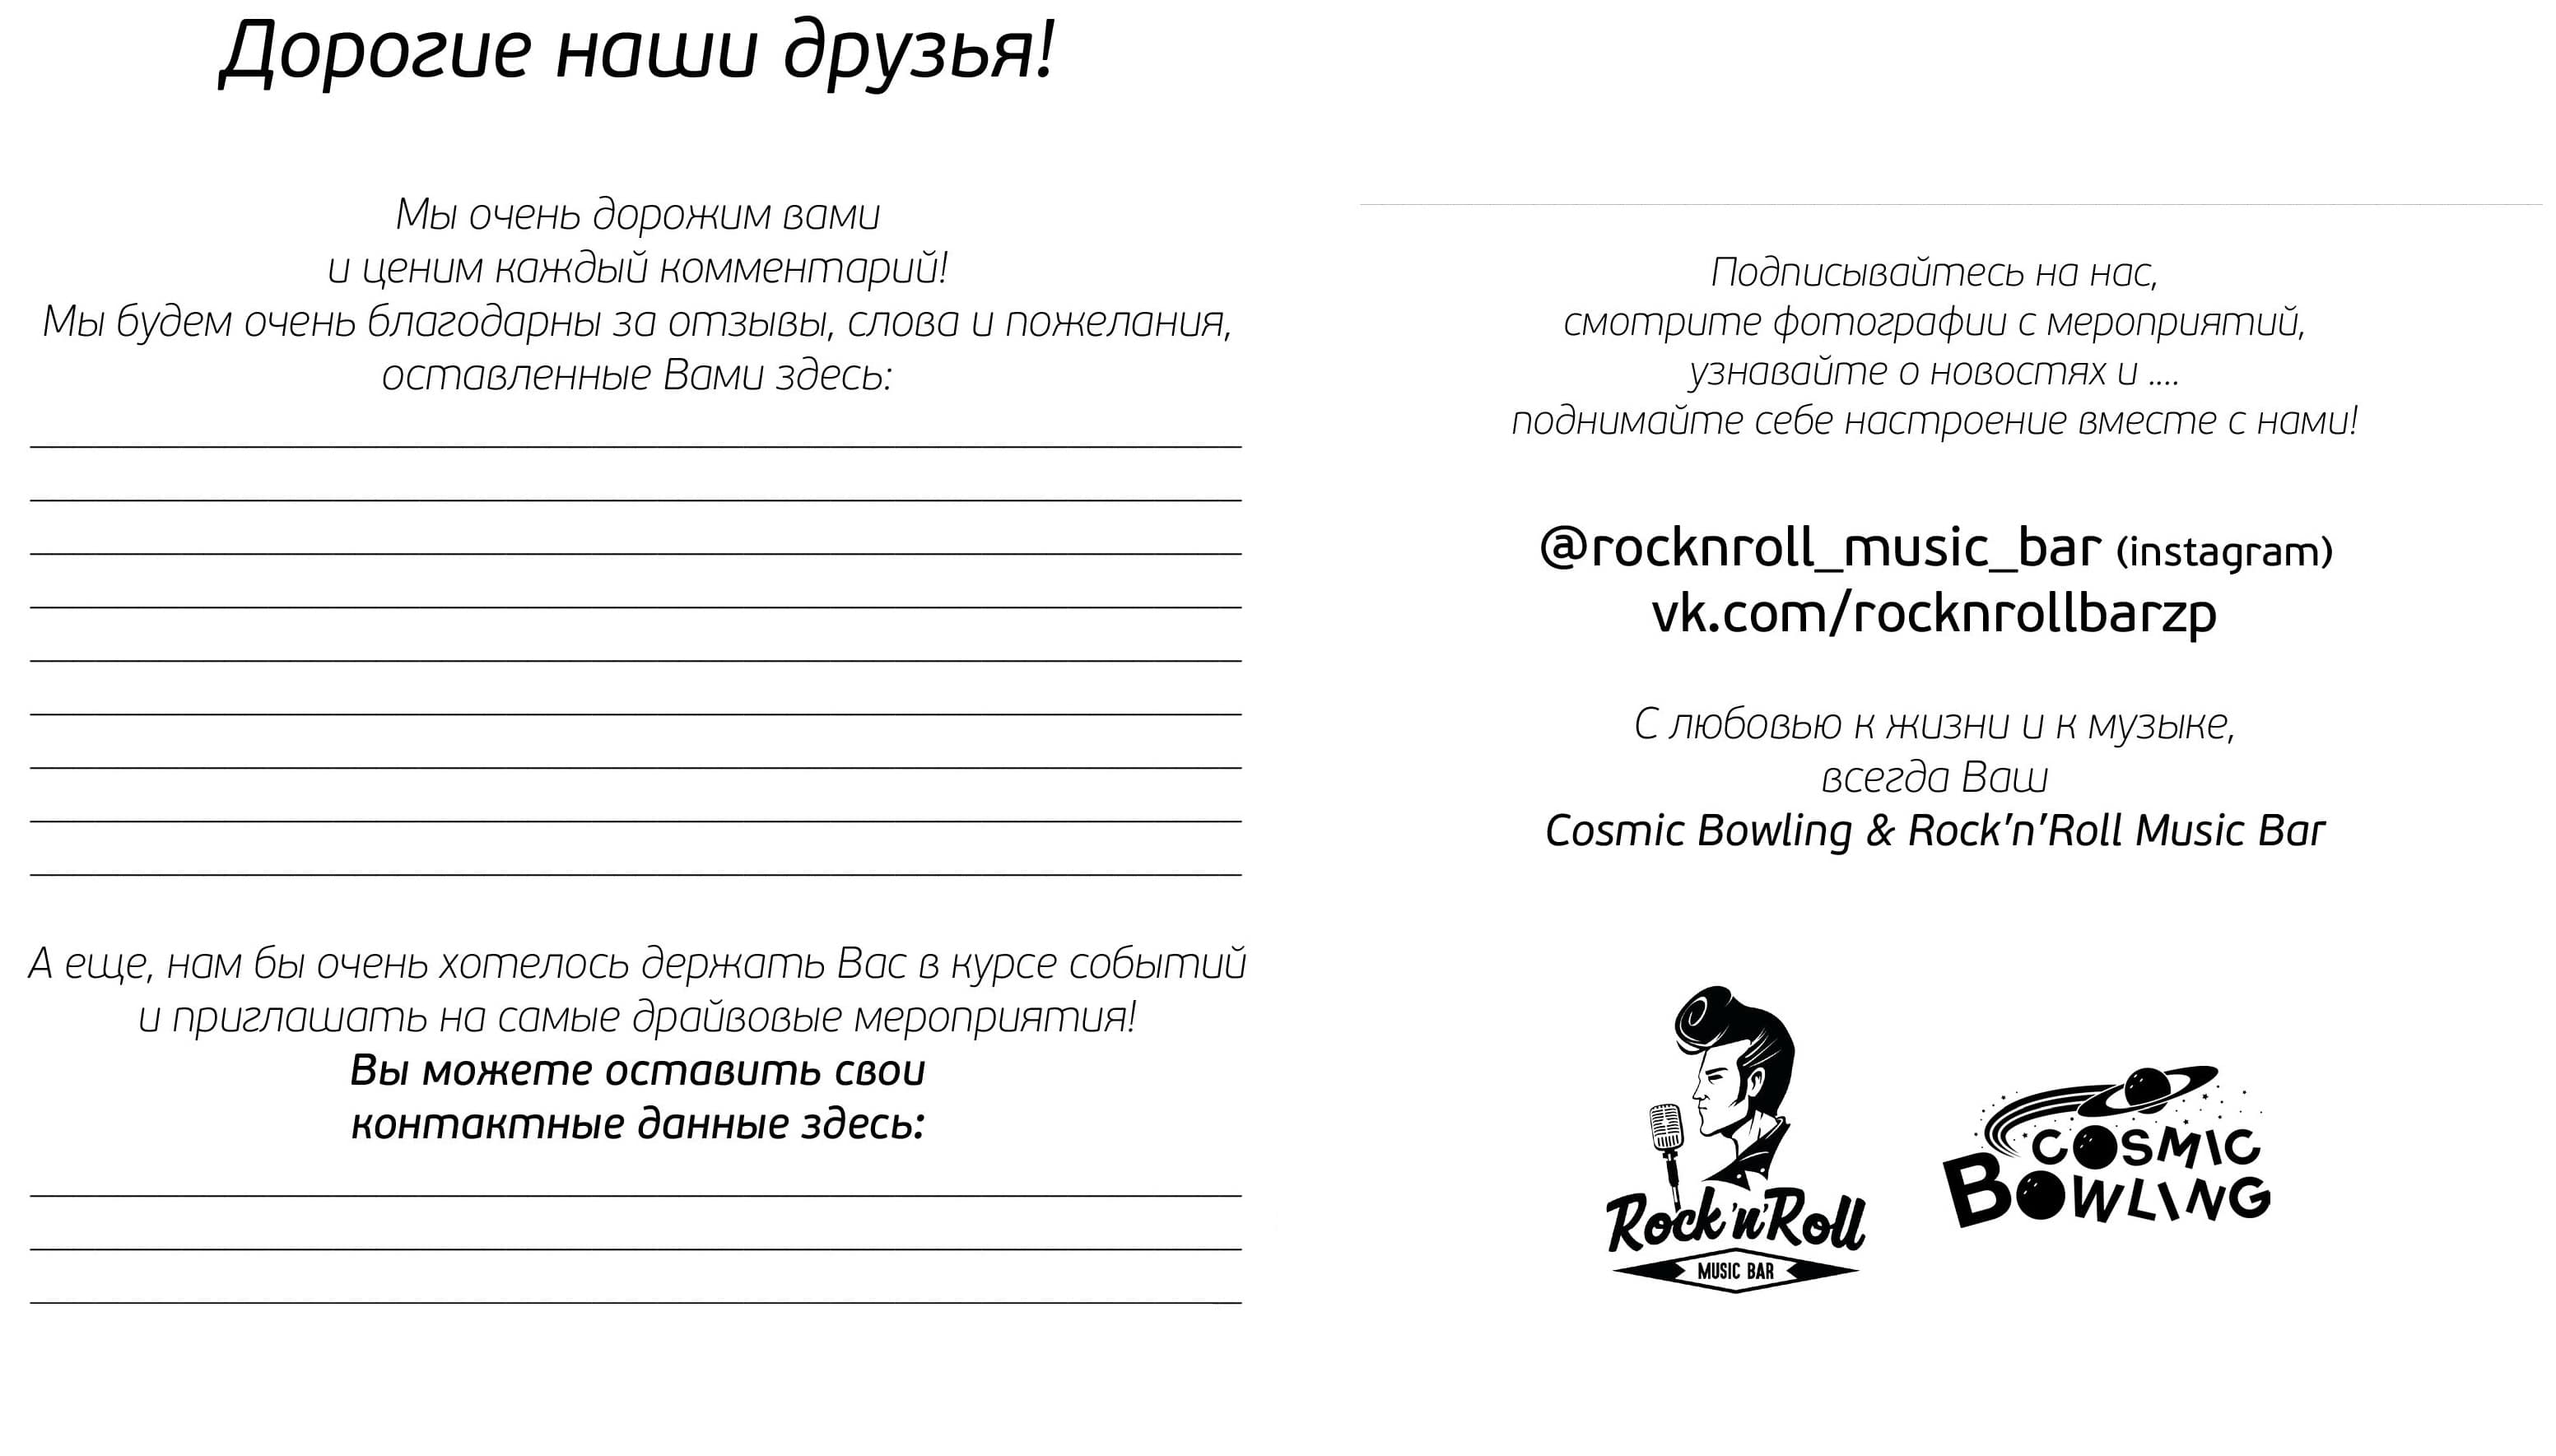 Дорогие наши друзья!
Мы очень дорожим вами
и ценим каждый комментарий!
Мы будем очень благодарны за отзывы, слова и пожелания,
оставленные Вами здесь:
А еще, нам бы очень хотелось держать Вас в курсе событий
и приглашать на самые драйвовые мероприятия!
Вы можете оставить свои
контактные данные здесь:
Подписывайтесь на нас,
смотрите фотографии с мероприятий,
узнавайте о новостях и ....
поднимайте себе настроение вместе с нами!
@rocknroll_music_bar (instagram)
vk.com/rocknrollbarzp
С любовью к жизни и к музыке,
всегда Ваш
Cosmic Bowling & Rock’n’Roll Music Bar
Rock'n'Roll
MUSIC BAR
COSMIC
BOWLING